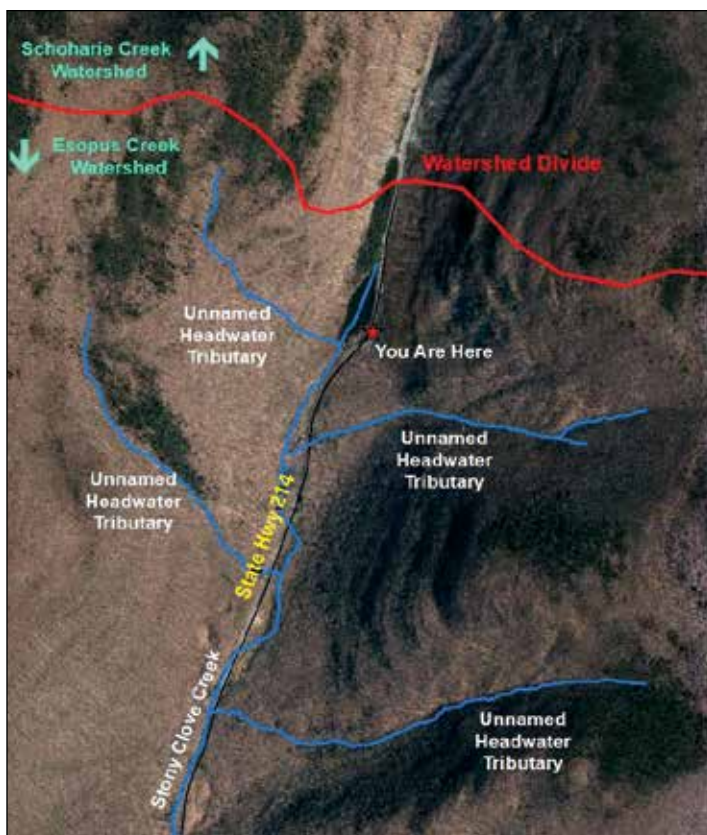 Schoharie Creek
Watershed
Esopus Creek
Watershed
Watershed Divide
Unnamed
Headwater
Tributary
You Are Here
Unnamed
Headwater
Tributary
Unnamed
Headwater
Tributary
State Hwy 214
Stony Clove Creek
Unnamed
Headwater
Tributary